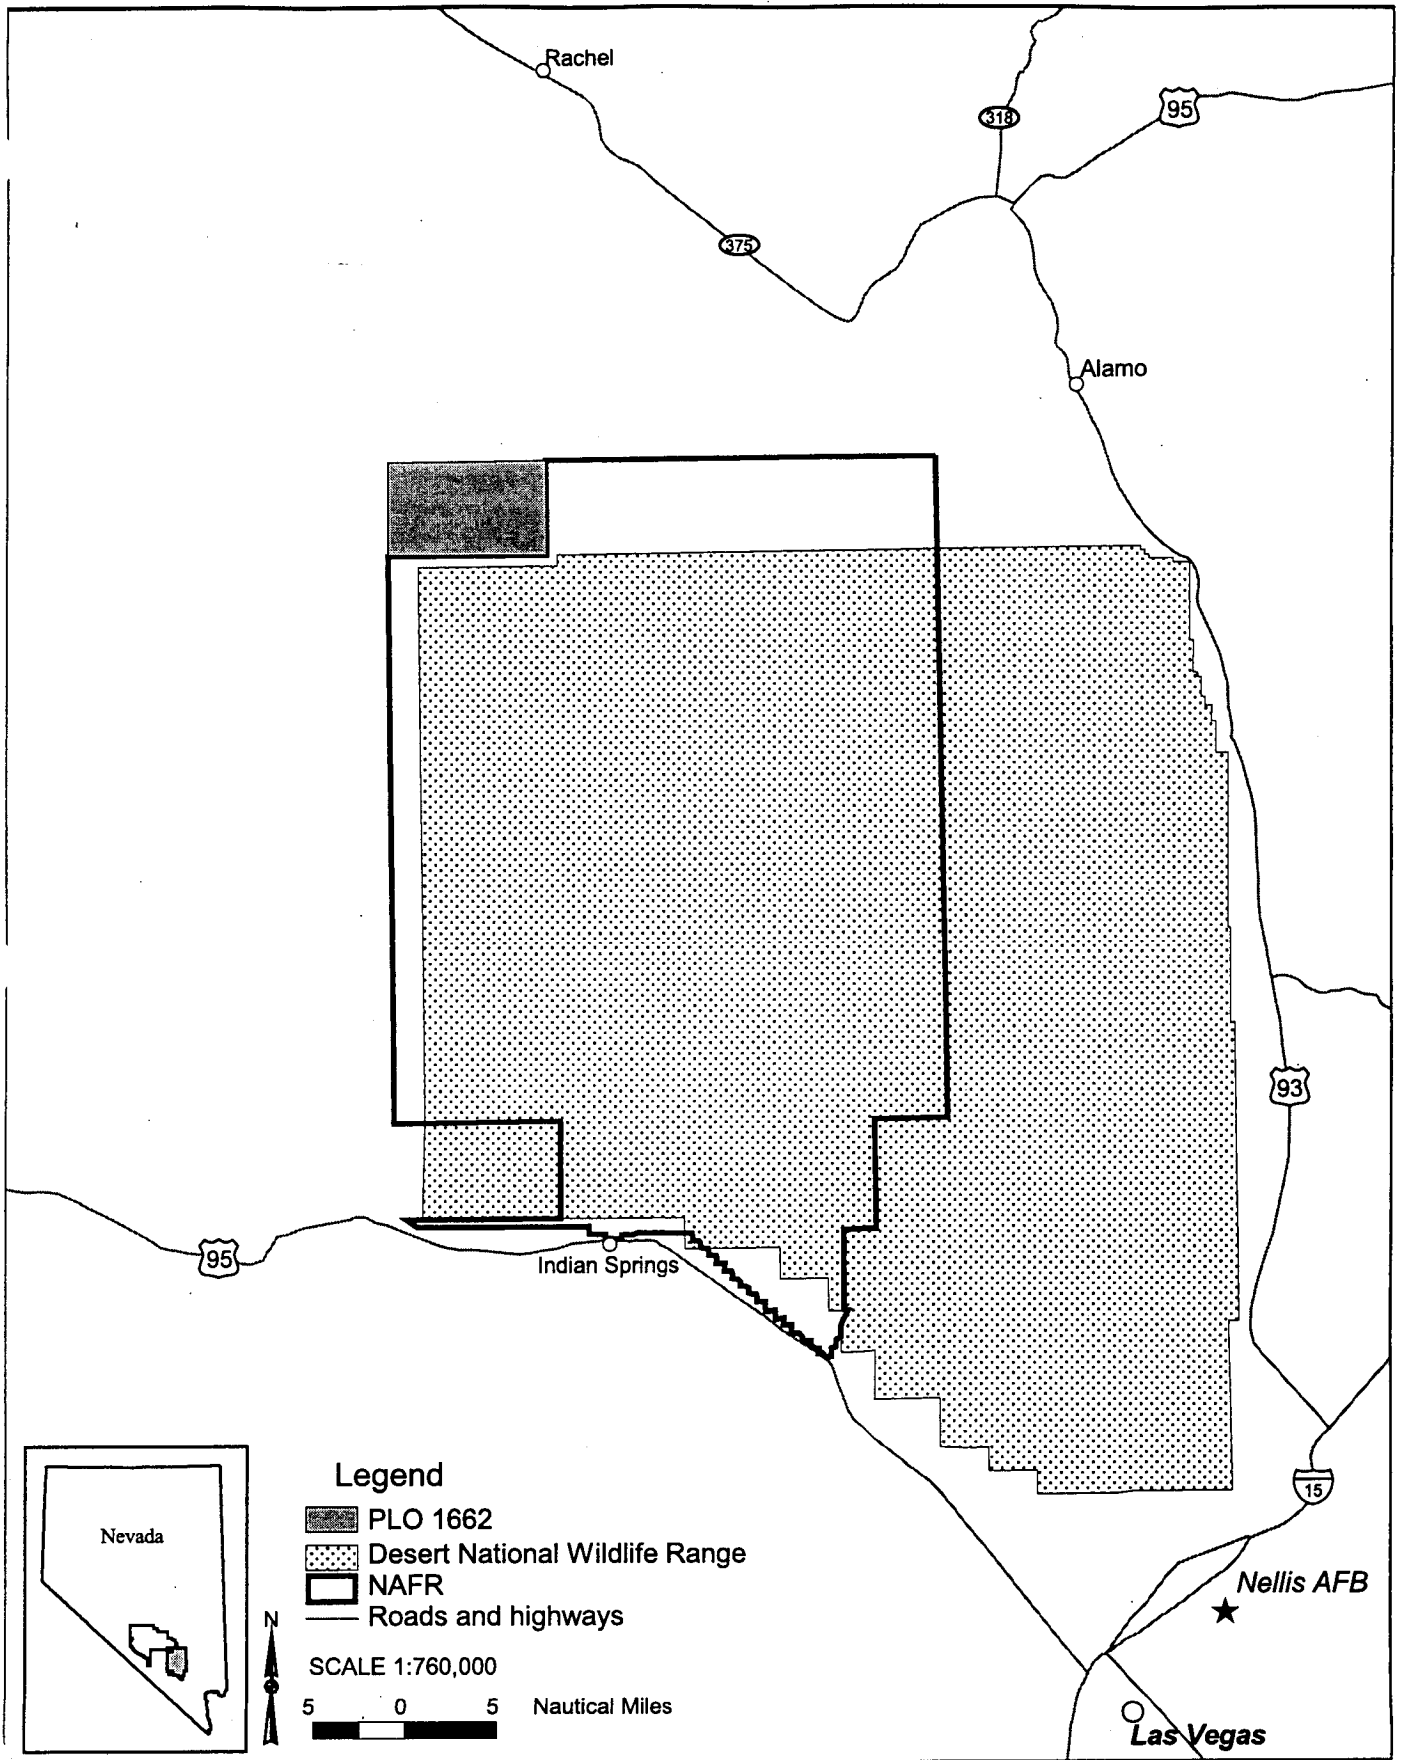 Rachel
318
95
375
Alamo
93
95
Indian Springs
Legend
PLO 1662
Desert National Wildlife Range
NAFR
Roads and highways
SCALE 1:760,000
5 0 5 Nautical Miles
Nevada
N
15
Nellis AFB
Las Vegas